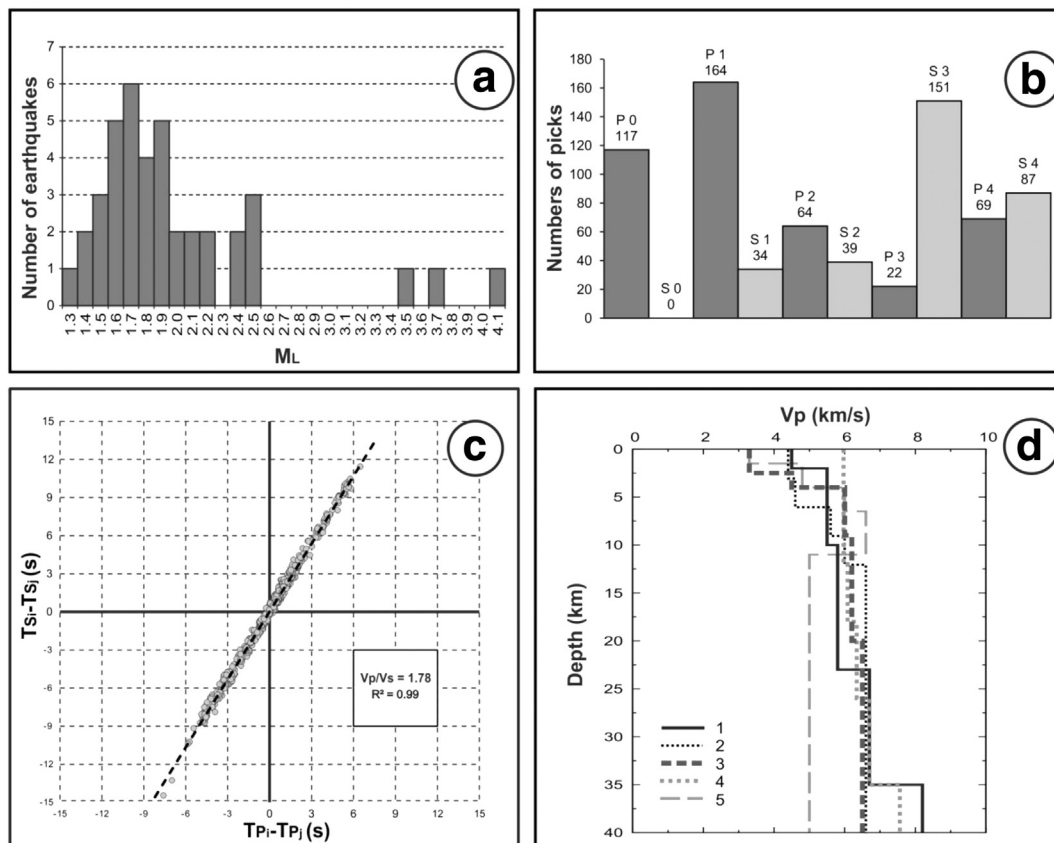 a
Number of earthquakes
7
6
5
4
3
2
1
0
1.3 1.4 1.5 1.6 1.7 1.8 1.9 2.0 2.1 2.2 2.4 2.5 2.6 2.7 2.8 2.9 3.0 3.1 3.2 3.3 3.4 3.5 3.6 3.7 3.8 3.9 4.0 4.1
ML
b
Numbers of picks
180
160
140
120
100
80
60
40
20
0
P 0
117
S 0
0
P 1
164
S 1
34
P 2
64
S 2
39
P 3
22
S 3
151
P 4
69
S 4
87
c
TSi-TSj (s)
15
12
9
6
3
0
-3
-6
-9
-12
-15
-15 -12 -9 -6 -3 0 3 6 9 12 15
Vp/Vs = 1.78
R² = 0.99
TPi-TPj (s)
d
Vp (km/s)
0 2 4 6 8 10
Depth (km)
0
5
10
15
20
25
30
35
40
1
2
3
4
5